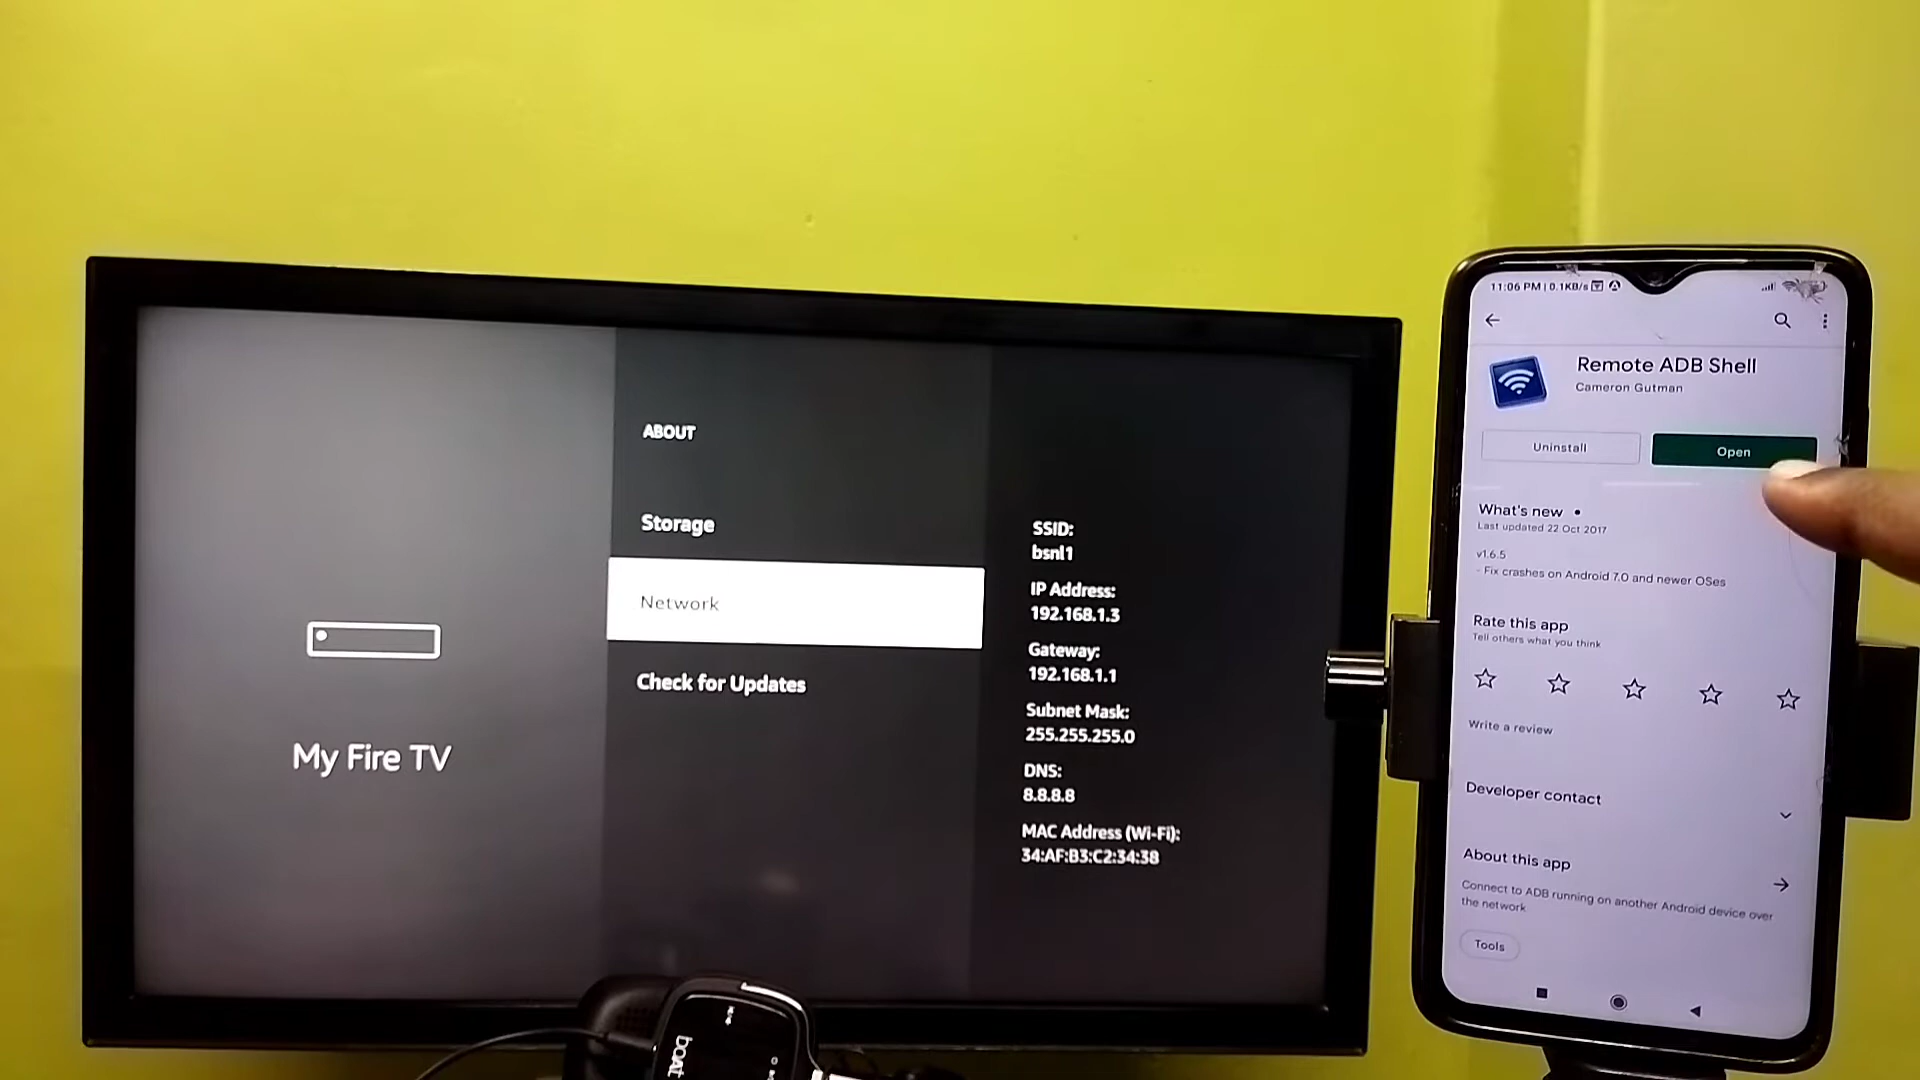 ABOUT
Storage
Network
Check for Updates
My Fire TV
SSID:
bsnl1
IP Address:
192.168.1.3
Gateway:
192.168.1.1
Subnet Mask:
255.255.255.0
DNS:
8.8.8.8
MAC Address (Wi-Fi):
34:AF:B3:C2:34:38
boAt
11:06 PM | 0.1KB/s
Remote ADB Shell
Cameron Gutman
Uninstall
Open
What's new •
Last updated 22 Oct 2017
v1.6.5
- Fix crashes on Android 7.0 and newer OSes
Rate this app
Tell others what you think
Write a review
Developer contact
About this app
Connect to ADB running on another Android device over
the network
Tools